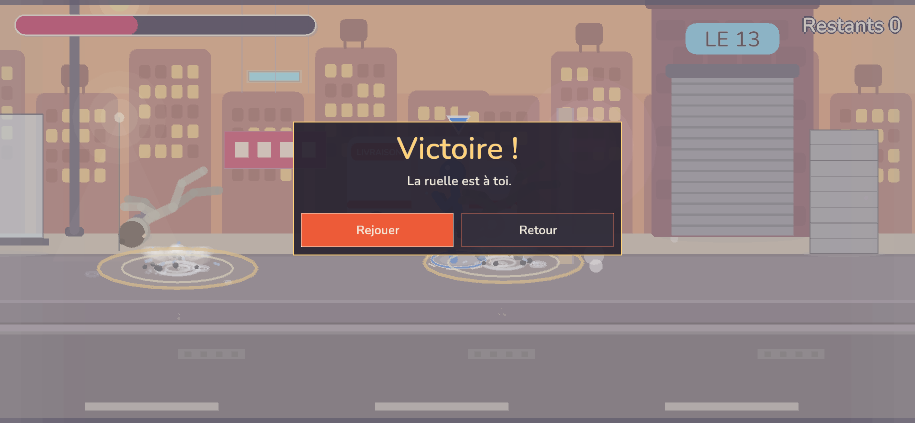 LE 13
Restants 0
Victoire !
La ruelle est à toi.
Rejouer
Retour